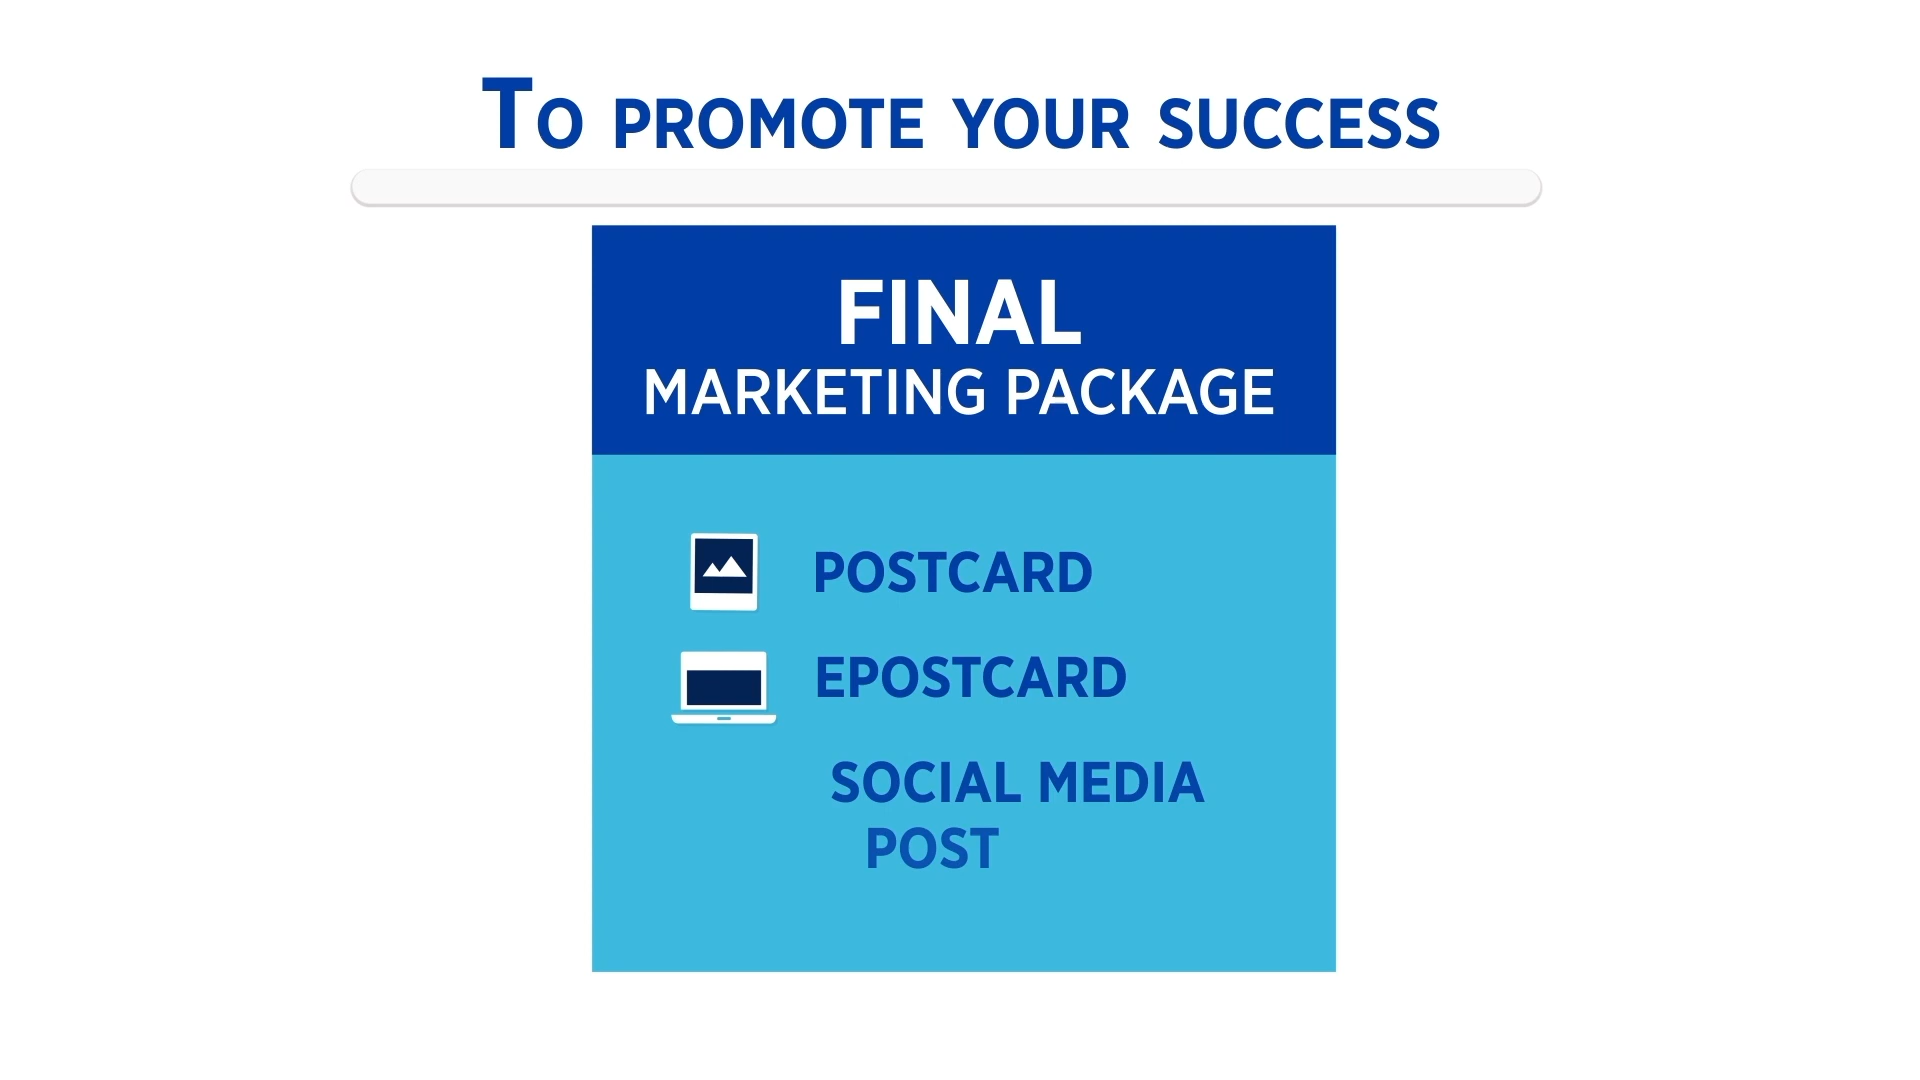 To PROMOTE YOUR SUCCESS
FINAL
MARKETING PACKAGE
POSTCARD
EPOSTCARD
SOCIAL MEDIA
POST